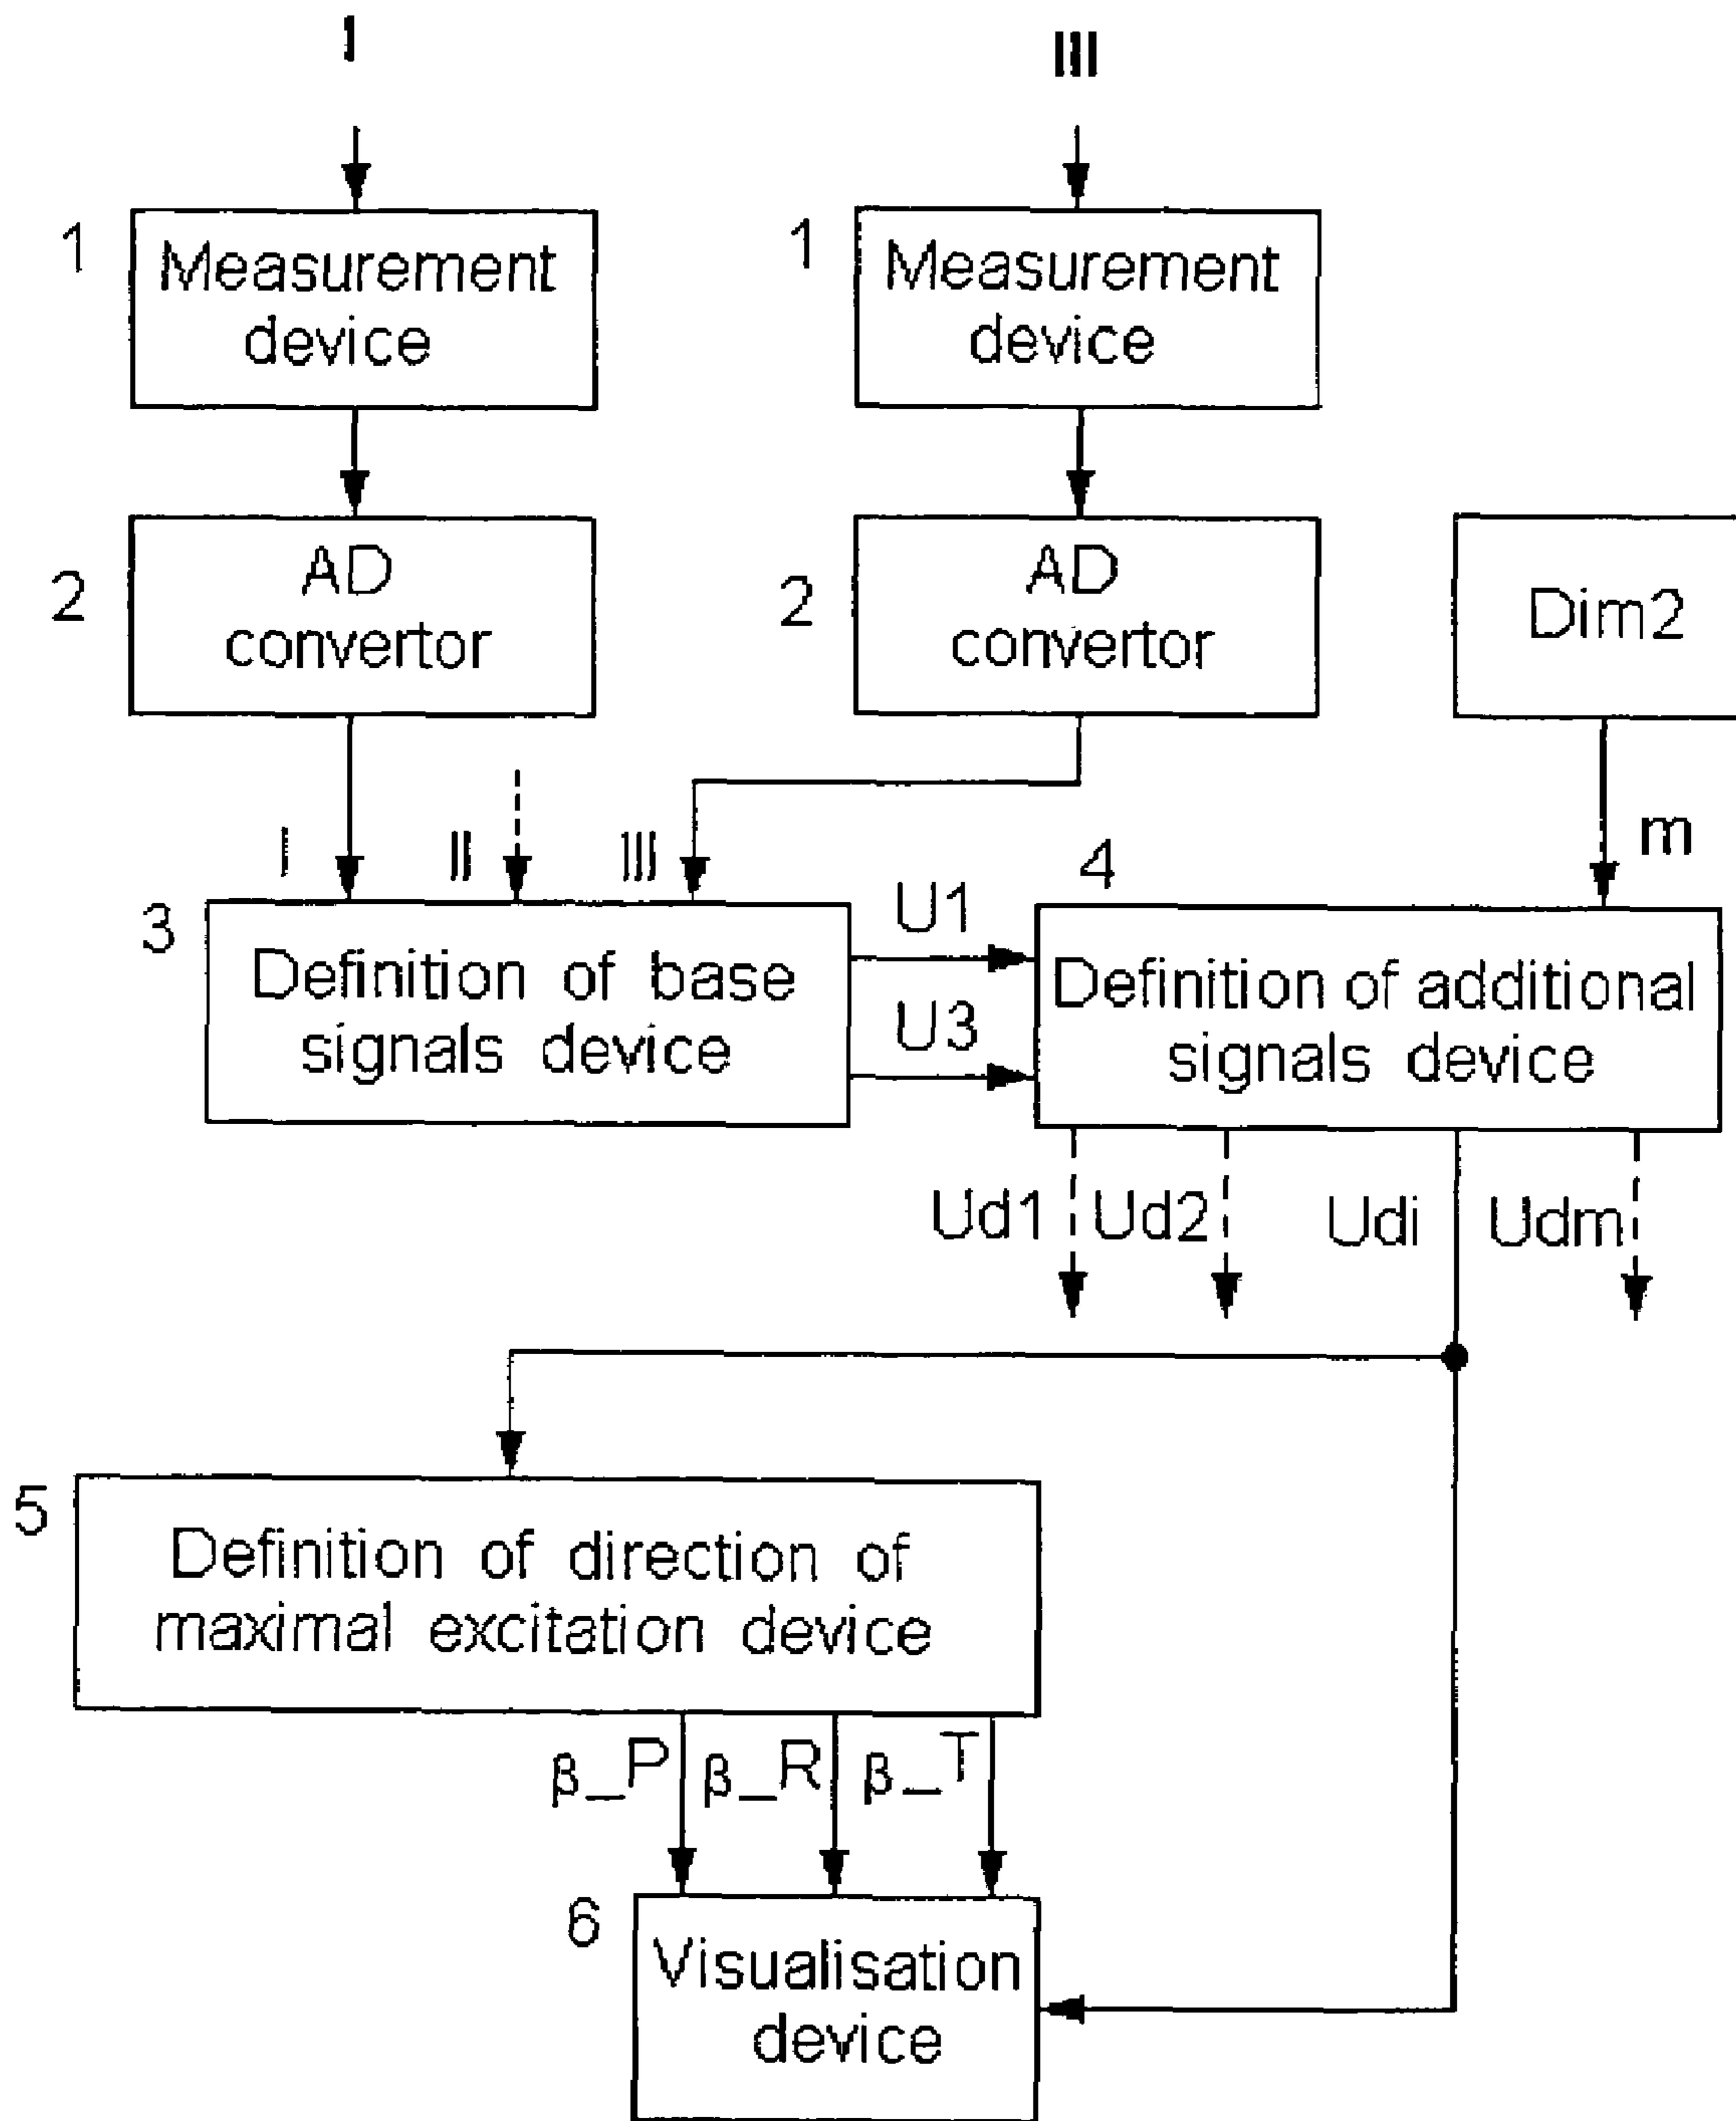 I
III
1
Measurement
device
1
Measurement
device
2
AD
convertor
2
AD
convertor
Dim2
I
II
III
m
3
Definition of base
signals device
U1
U3
4
Definition of additional
signals device
Ud1
Ud2
Udi
Udm
5
Definition of direction of
maximal excitation device
β_P
β_R
β_T
6
Visualisation
device